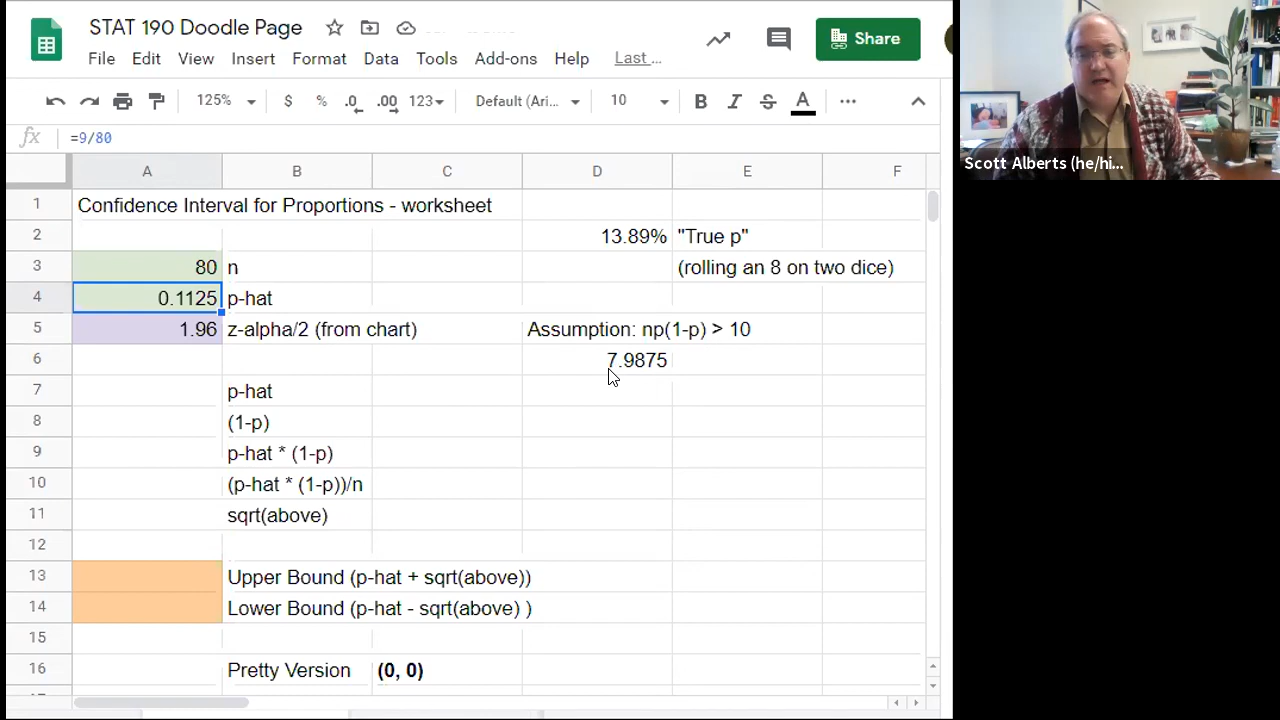 STAT 190 Doodle Page
File Edit View Insert Format Data Tools Add-ons Help Last ...
Share
125% $ % .0 .00 123 Default (Ari... 10 B I S A ...
fx =9/80
A B C D E F
1 Confidence Interval for Proportions - worksheet
2 13.89% "True p"
3 80 n (rolling an 8 on two dice)
4 0.1125 p-hat
5 1.96 z-alpha/2 (from chart) Assumption: np(1-p) > 10
6 7.9875
7 p-hat
8 (1-p)
9 p-hat * (1-p)
10 (p-hat * (1-p))/n
11 sqrt(above)
12
13 Upper Bound (p-hat + sqrt(above))
14 Lower Bound (p-hat - sqrt(above) )
15
16 Pretty Version (0, 0)
Scott Alberts (he/hi...